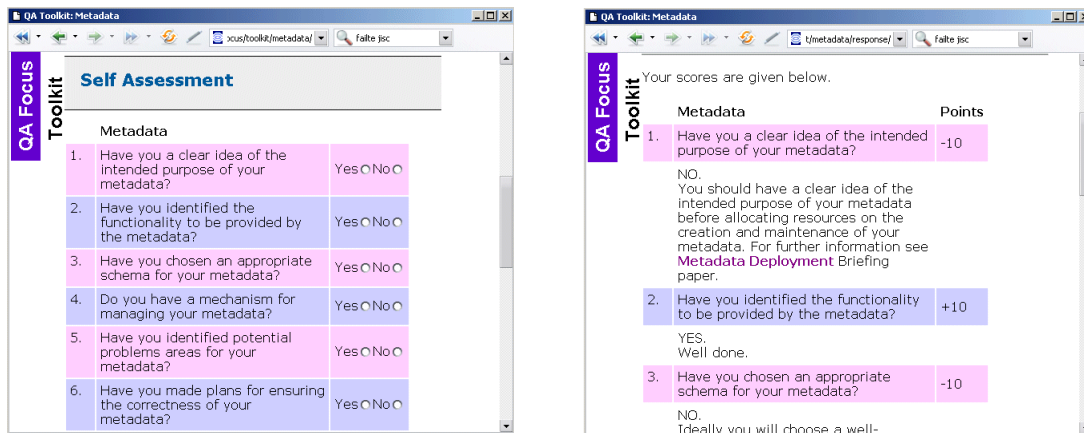 QA Toolkit: Metadata
xcus/toolkit/metadata/
failte jisc
QA Focus
Toolkit
Self Assessment
Metadata
1. Have you a clear idea of the
intended purpose of your
metadata?
Yes No
2. Have you identified the
functionality to be provided by
the metadata?
Yes No
3. Have you chosen an appropriate
schema for your metadata?
Yes No
4. Do you have a mechanism for
managing your metadata?
Yes No
5. Have you identified potential
problems areas for your
metadata?
Yes No
6. Have you made plans for ensuring
the correctness of your
metadata?
Yes No
QA Toolkit: Metadata
t/metadata/response/
failte jisc
QA Focus
Toolkit
Your scores are given below.
Metadata Points
1. Have you a clear idea of the intended
purpose of your metadata?
-10
NO.
You should have a clear idea of the
intended purpose of your metadata
before allocating resources on the
creation and maintenance of your
metadata. For further information see
Metadata Deployment Briefing
paper.
2. Have you identified the functionality
to be provided by the metadata?
+10
YES.
Well done.
3. Have you chosen an appropriate
schema for your metadata?
-10
NO.
Ideally you will choose a well-